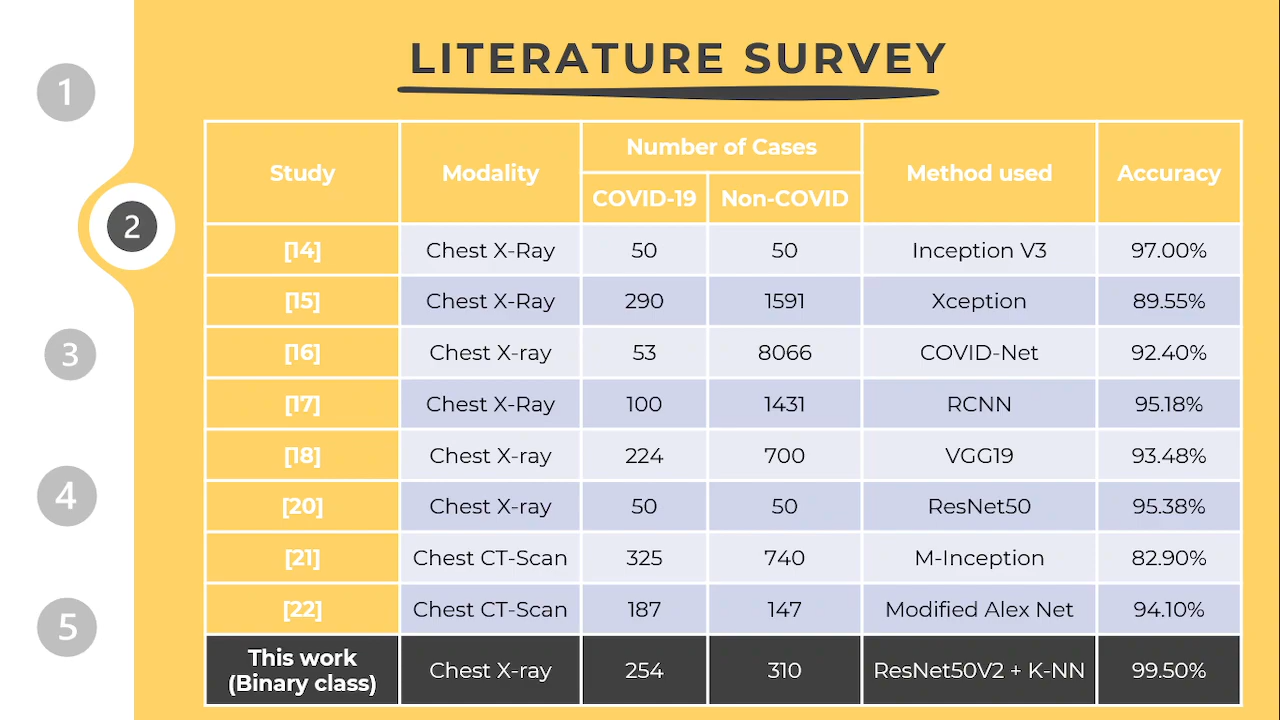 LITERATURE SURVEY
1
2
3
4
5
Study Modality Number of Cases Method used Accuracy
COVID-19 Non-COVID
[14] Chest X-Ray 50 50 Inception V3 97.00%
[15] Chest X-Ray 290 1591 Xception 89.55%
[16] Chest X-ray 53 8066 COVID-Net 92.40%
[17] Chest X-Ray 100 1431 RCNN 95.18%
[18] Chest X-ray 224 700 VGG19 93.48%
[20] Chest X-ray 50 50 ResNet50 95.38%
[21] Chest CT-Scan 325 740 M-Inception 82.90%
[22] Chest CT-Scan 187 147 Modified Alex Net 94.10%
This work
(Binary class) Chest X-ray 254 310 ResNet50V2 + K-NN 99.50%